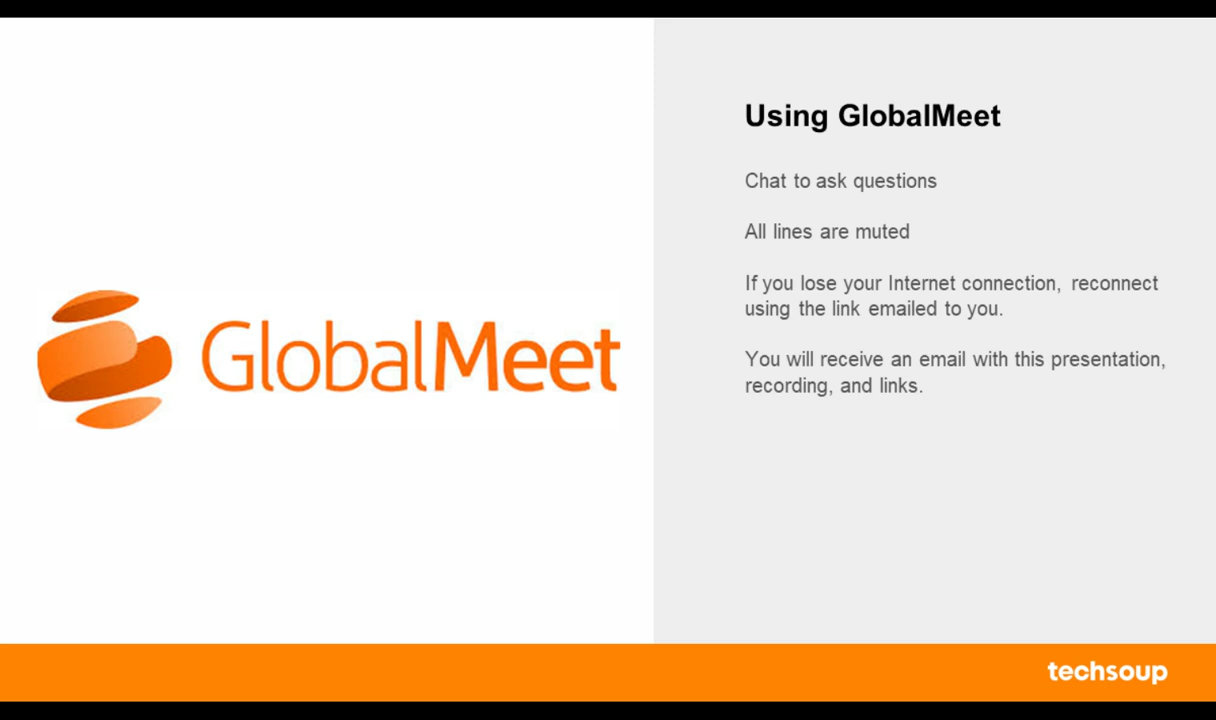 GlobalMeet
Using GlobalMeet
Chat to ask questions
All lines are muted
If you lose your Internet connection, reconnect
using the link emailed to you.
You will receive an email with this presentation,
recording, and links.
techsoup